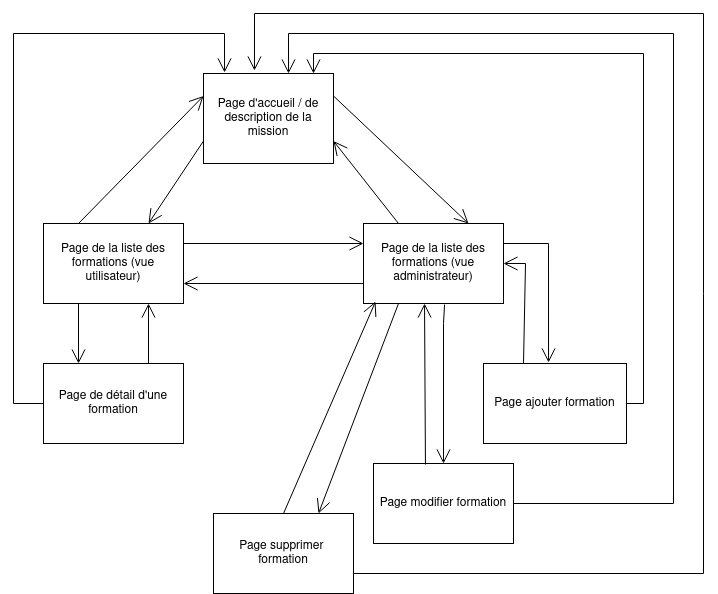 Page d'accueil / de
description de la
mission
Page de la liste des
formations (vue
utilisateur)
Page de la liste des
formations (vue
administrateur)
Page de détail d'une
formation
Page ajouter formation
Page modifier formation
Page supprimer
formation